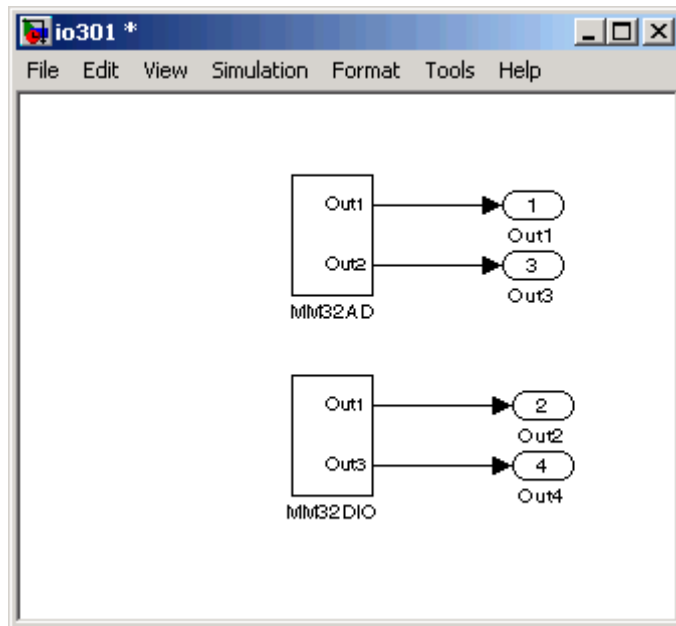 io301 *
File Edit View Simulation Format Tools Help
Out1
1
Out1
Out2
3
Out3
MM32AD
Out1
2
Out2
Out3
4
Out4
MM32DIO